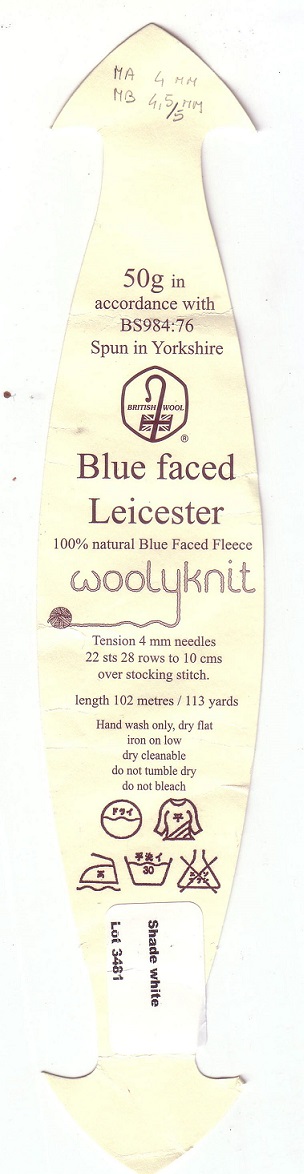 MA 4 MM
MB 4,5/5 MM
50g in
accordance with
BS984:76
Spun in Yorkshire
BRITISH WOOL
®
Blue faced
Leicester
100% natural Blue Faced Fleece
woolyknit
Tension 4 mm needles
22 sts 28 rows to 10 cms
over stocking stitch.
length 102 metres / 113 yards
Hand wash only, dry flat
iron on low
dry cleanable
do not tumble dry
do not bleach
ドライ
平
手洗イ
30
Shade white
Lot 3481